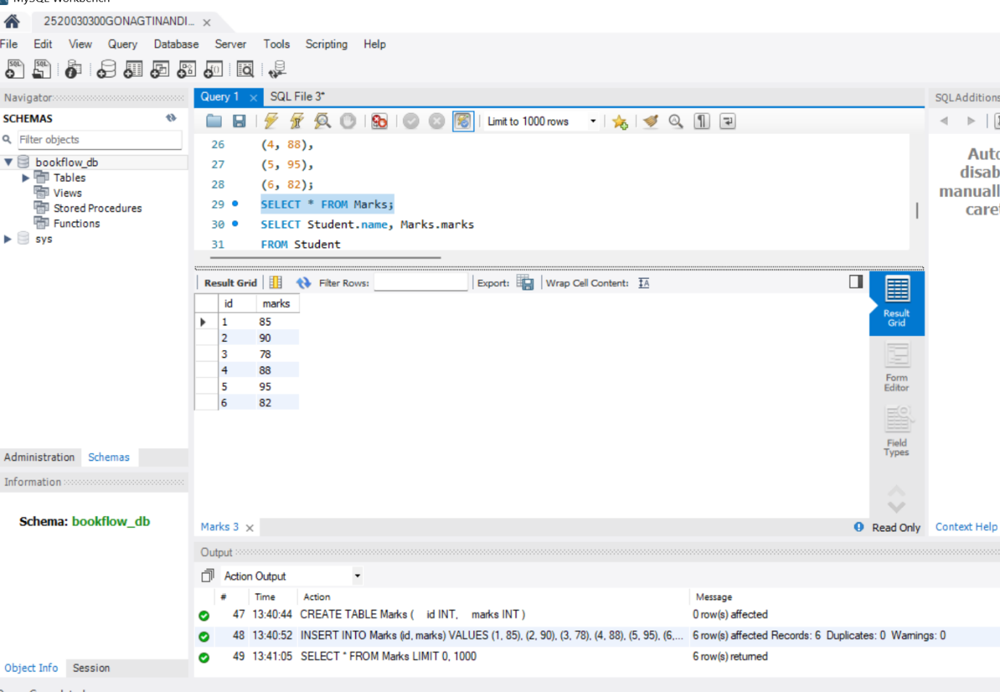 MySQL Workbench
2520030300GONAGTINANDI...
File Edit View Query Database Server Tools Scripting Help
Navigator
SCHEMAS
Filter objects
bookflow_db
Tables
Views
Stored Procedures
Functions
sys
Administration Schemas
Information
Schema: bookflow_db
Object Info Session
Query 1 SQL File 3*
Limit to 1000 rows
26 (4, 88),
27 (5, 95),
28 (6, 82);
29 SELECT * FROM Marks;
30 SELECT Student.name, Marks.marks
31 FROM Student
Result Grid Filter Rows: Export: Wrap Cell Content:
id marks
1 85
2 90
3 78
4 88
5 95
6 82
Result
Grid
Form
Editor
Field
Types
Marks 3 Read Only
SQLAdditions
Auto
disab
manuall
caret
Context Help
Output
Action Output
# Time Action Message
47 13:40:44 CREATE TABLE Marks ( id INT, marks INT ) 0 row(s) affected
48 13:40:52 INSERT INTO Marks (id, marks) VALUES (1, 85), (2, 90), (3, 78), (4, 88), (5, 95), (6,... 6 row(s) affected Records: 6 Duplicates: 0 Warnings: 0
49 13:41:05 SELECT * FROM Marks LIMIT 0, 1000 6 row(s) returned